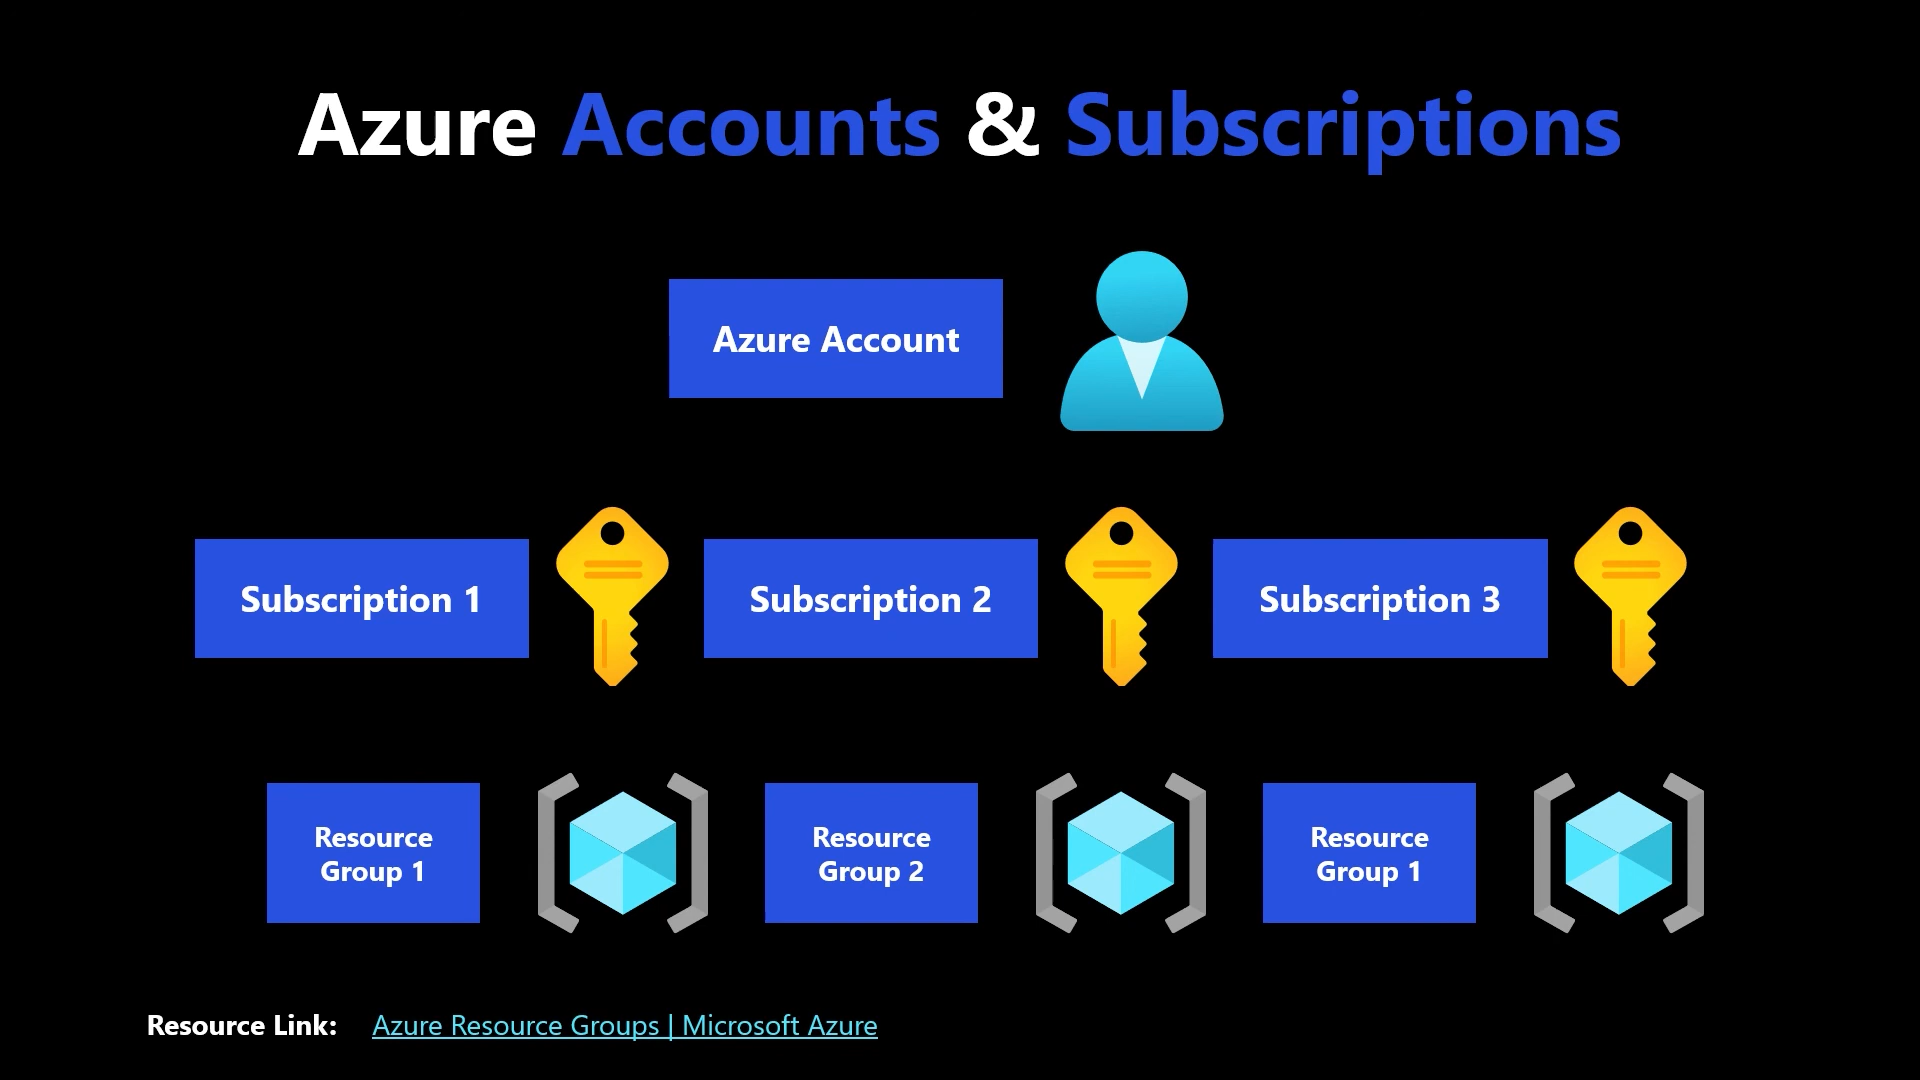 Azure Accounts & Subscriptions
Azure Account
Subscription 1
Subscription 2
Subscription 3
Resource
Group 1
Resource
Group 2
Resource
Group 1
Resource Link: Azure Resource Groups | Microsoft Azure